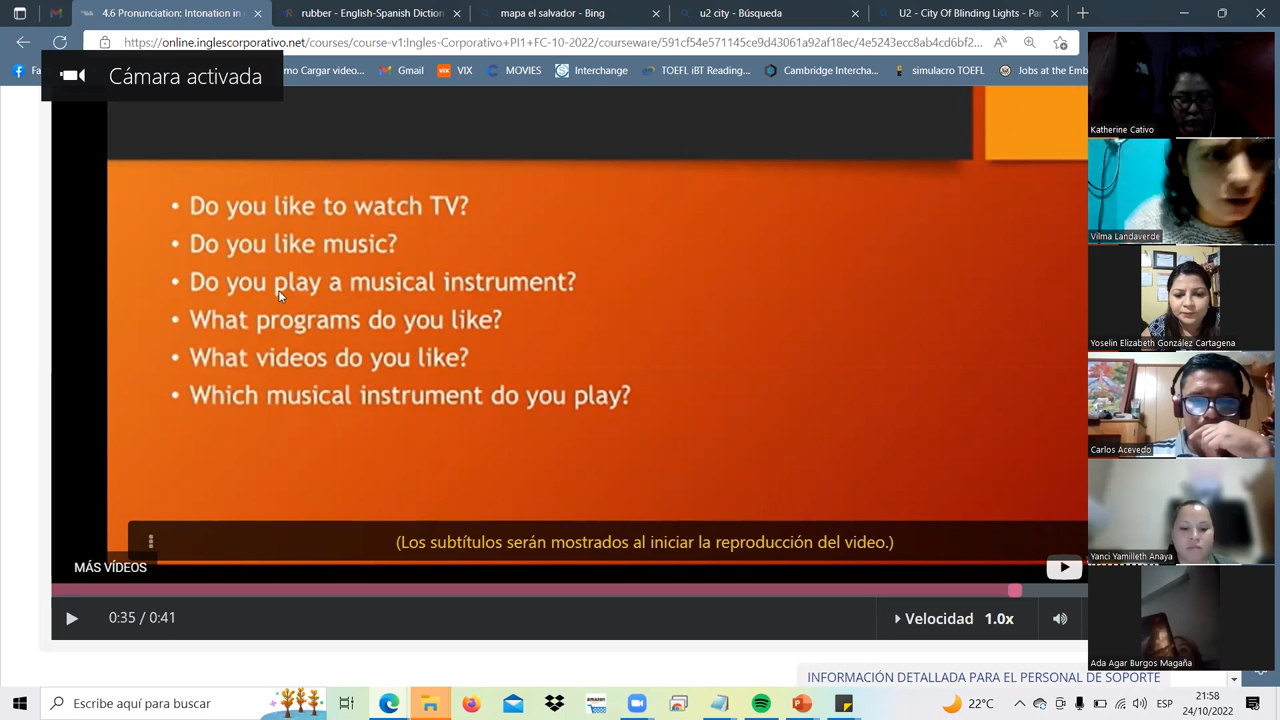 4.6 Pronunciation: Intonation in
rubber - English-Spanish Diction
mapa el salvador - Bing
u2 city - Búsqueda
U2 - City Of Blinding Lights - Par
https://online.inglescorporativo.net/courses/course-v1:Ingles-Corporativo+PI1+FC-10-2022/courseware/591cf54e571145ce9d43061a92af18ec/4e5243ecc8ab4cd6bf2...
Cámara activada
mo Cargar video...
Gmail
VIX
MOVIES
Interchange
TOEFL iBT Reading...
Cambridge Intercha...
simulacro TOEFL
Jobs at the Emb
• Do you like to watch TV?
• Do you like music?
• Do you play a musical instrument?
• What programs do you like?
• What videos do you like?
• Which musical instrument do you play?
(Los subtítulos serán mostrados al iniciar la reproducción del video.)
MÁS VÍDEOS
0:35 / 0:41
Velocidad 1.0x
INFORMACIÓN DETALLADA PARA EL PERSONAL DE SOPORTE
Katherine Cativo
Vilma Landaverde
Yoselin Elizabeth González Cartagena
Carlos Acevedo
Yanci Yamilleth Anaya
Ada Agar Burgos Magaña
Escribe aquí para buscar
amazon
22°C
ESP
21:58
24/10/2022